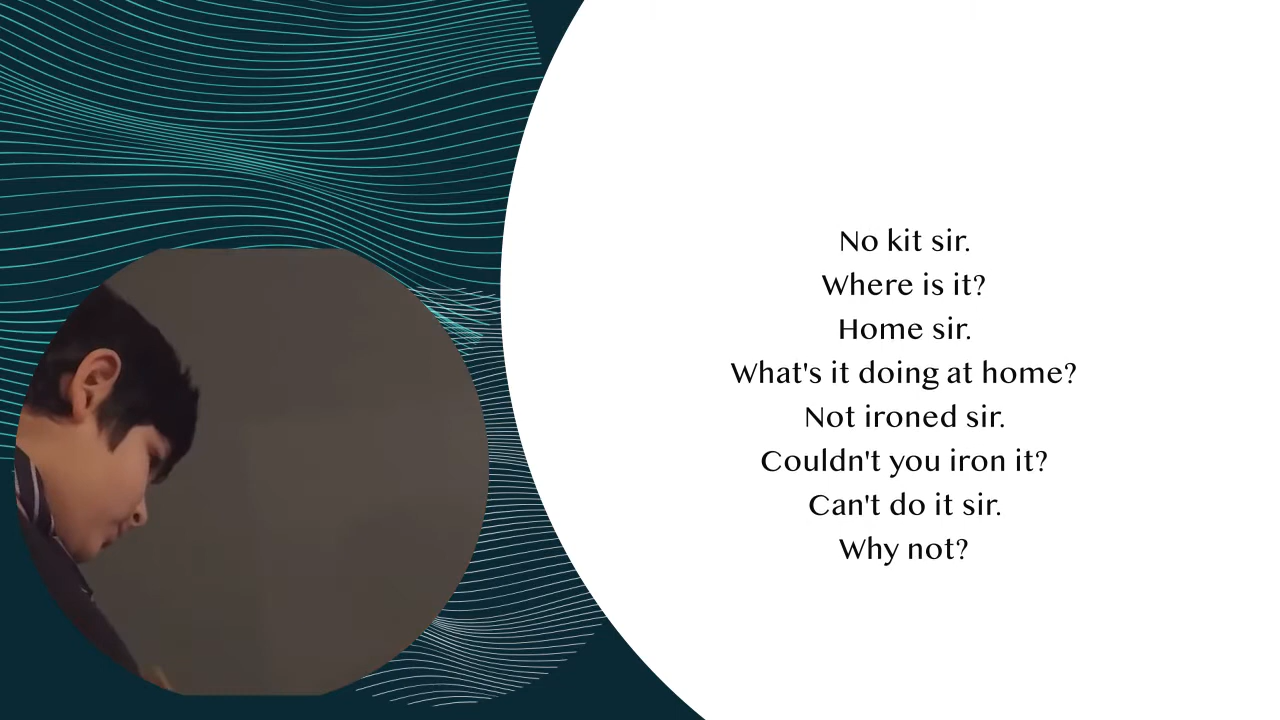 No kit sir.
Where is it?
Home sir.
What's it doing at home?
Not ironed sir.
Couldn't you iron it?
Can't do it sir.
Why not?